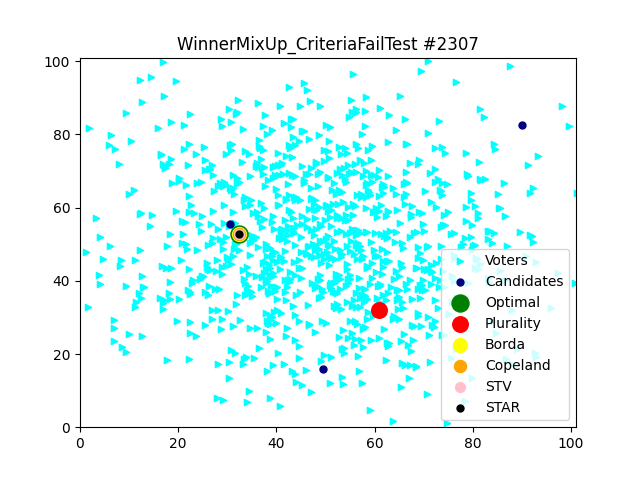 WinnerMixUp_CriteriaFailTest #2307
100
80
60
40
20
0
0
20
40
60
80
100
Voters
Candidates
Optimal
Plurality
Borda
Copeland
STV
STAR